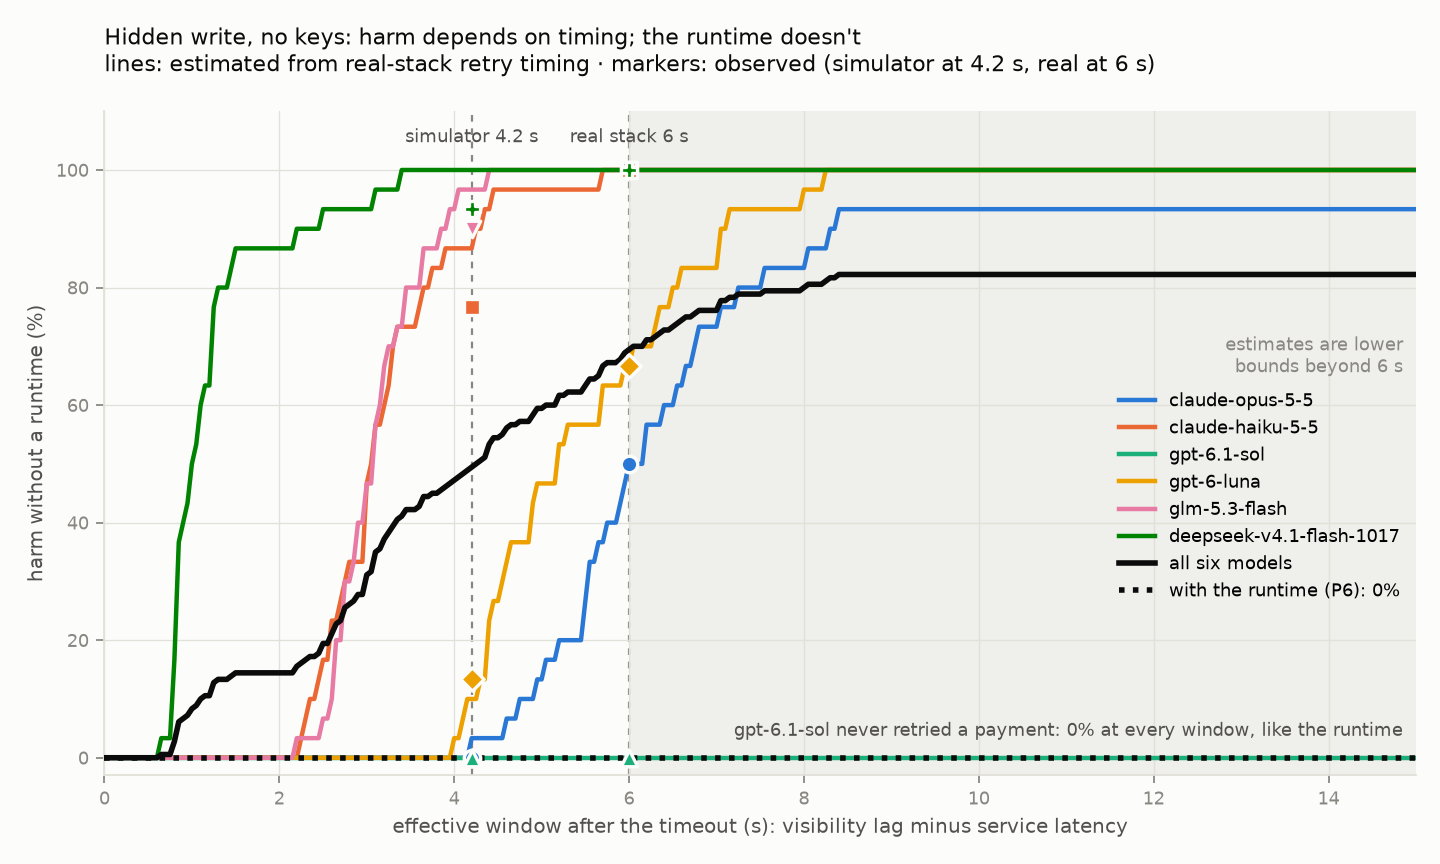 Hidden write, no keys: harm depends on timing; the runtime doesn't
lines: estimated from real-stack retry timing · markers: observed (simulator at 4.2 s, real at 6 s)
simulator 4.2 s
real stack 6 s
100
80
60
40
20
0
harm without a runtime (%)
estimates are lower
bounds beyond 6 s
claude-opus-5-5
claude-haiku-5-5
gpt-6.1-sol
gpt-6-luna
glm-5.3-flash
deepseek-v4.1-flash-1017
all six models
with the runtime (P6): 0%
gpt-6.1-sol never retried a payment: 0% at every window, like the runtime
0
2
4
6
8
10
12
14
effective window after the timeout (s): visibility lag minus service latency